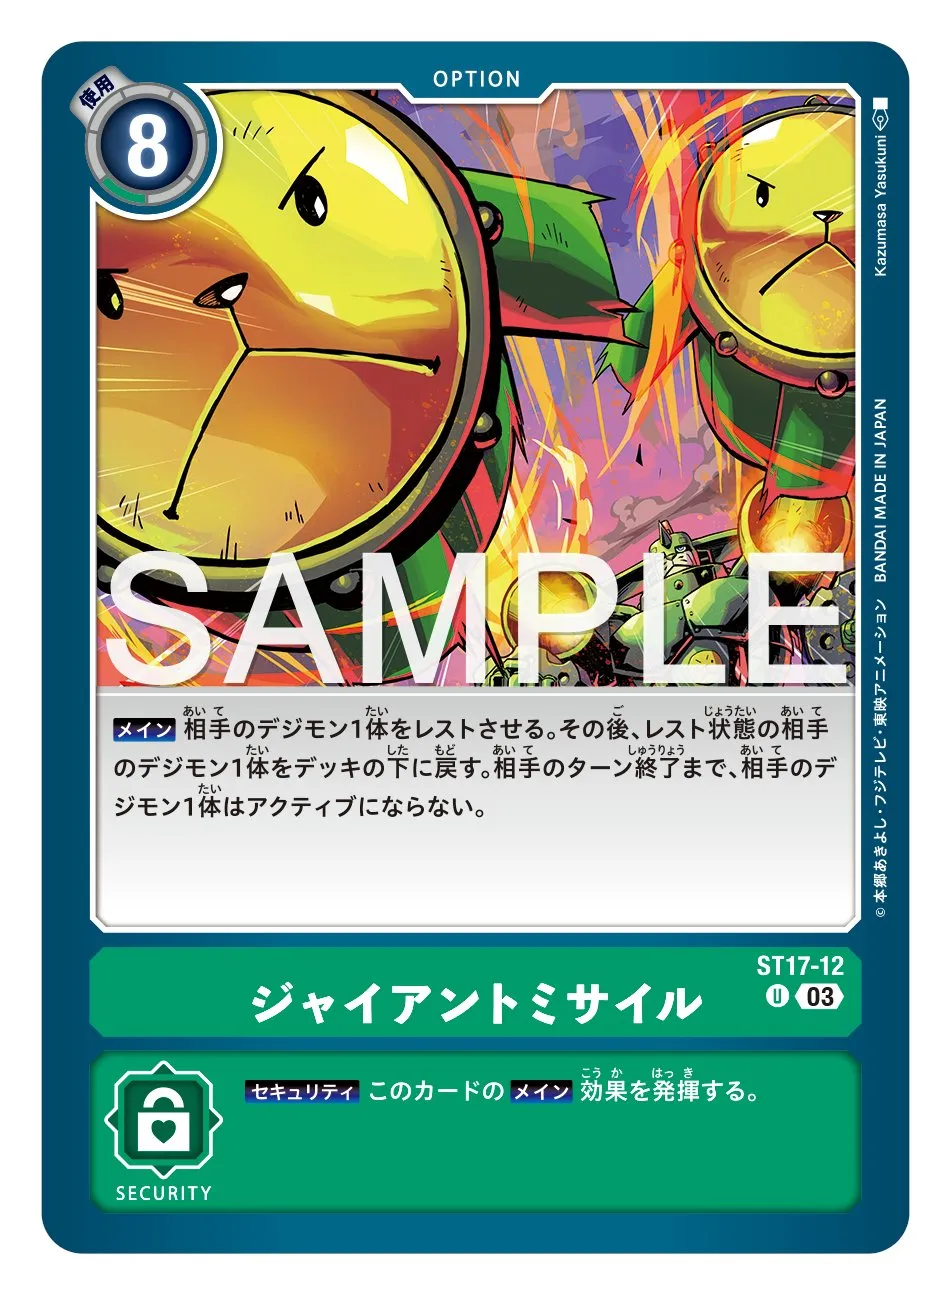 OPTION
使用
8
Kazumasa Yasukuni
SAMPLE
メイン 相手のデジモン1体をレストさせる。その後、レスト状態の相手
のデジモン1体をデッキの下に戻す。相手のターン終了まで、相手のデ
ジモン1体はアクティブにならない。
©本郷あきよし・フジテレビ・東映アニメーション BANDAI MADE IN JAPAN
ST17-12
ジャイアントミサイル
U 03
セキュリティ このカードの メイン 効果を発揮する。
SECURITY